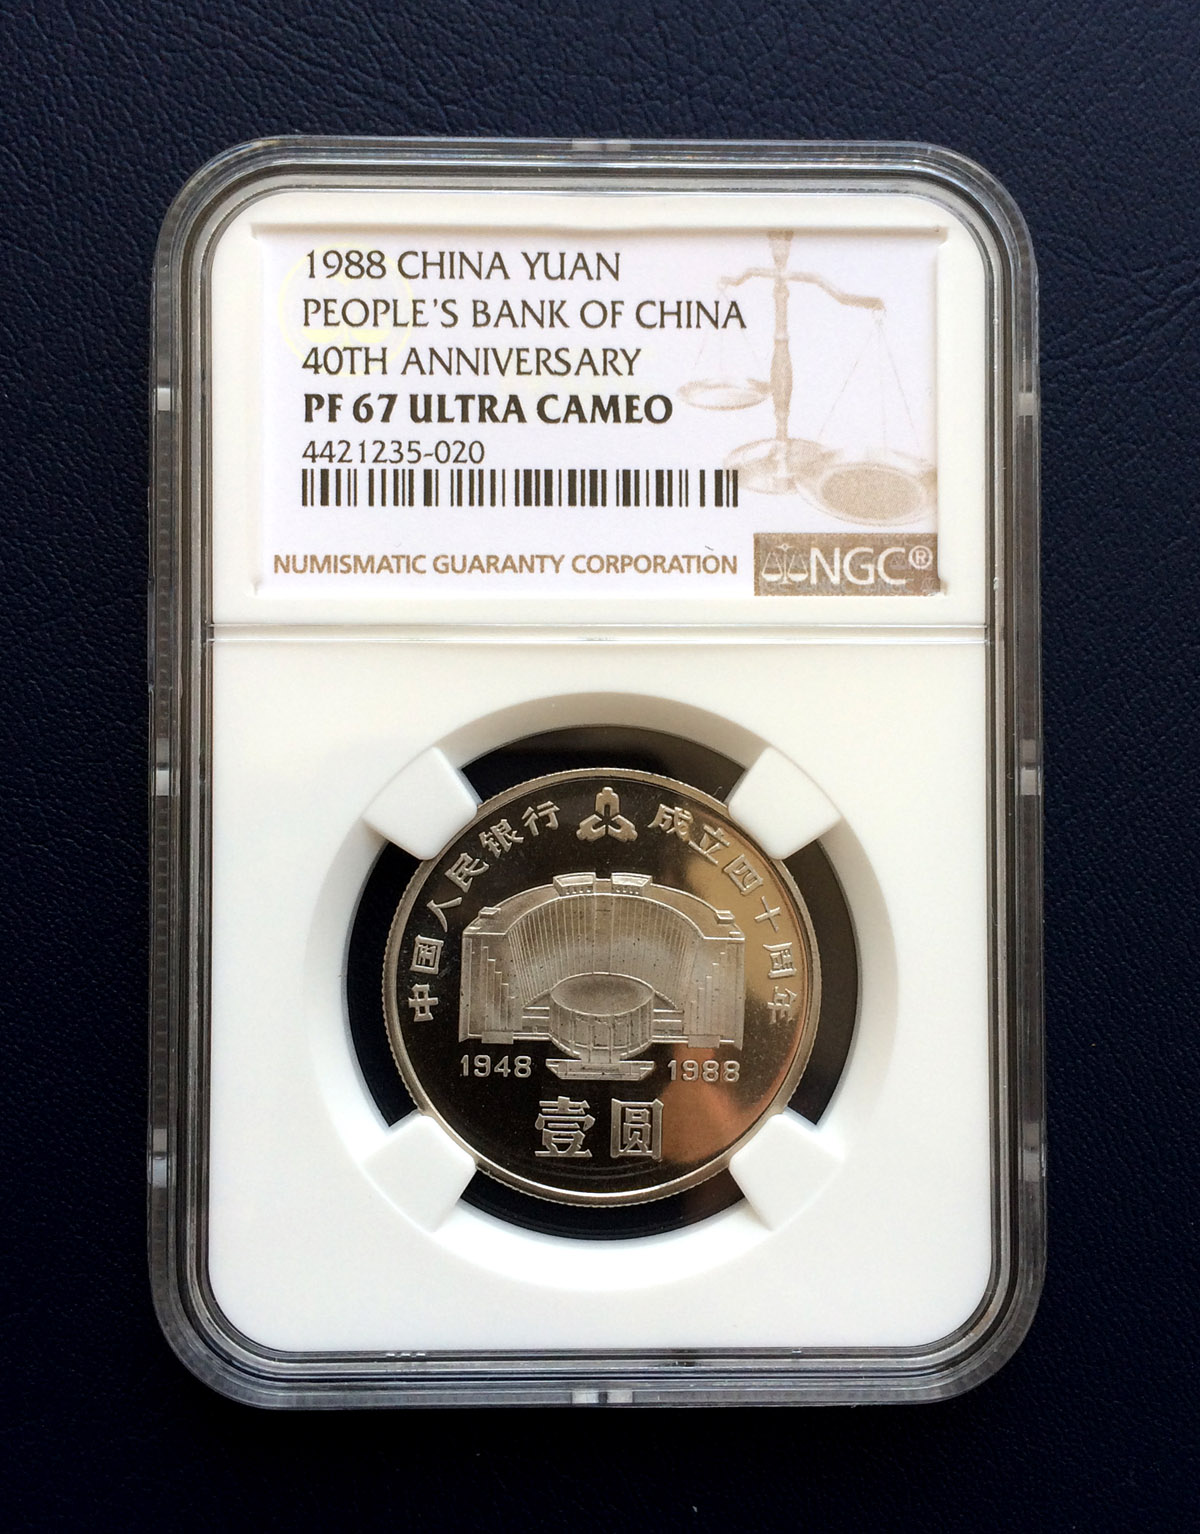 1988 CHINA YUAN
PEOPLE'S BANK OF CHINA
40TH ANNIVERSARY
PF 67 ULTRA CAMEO
4421235-020
NUMISMATIC GUARANTY CORPORATION
NGC®
中国人民银行 成立四十周年
1948 1988
壹圆